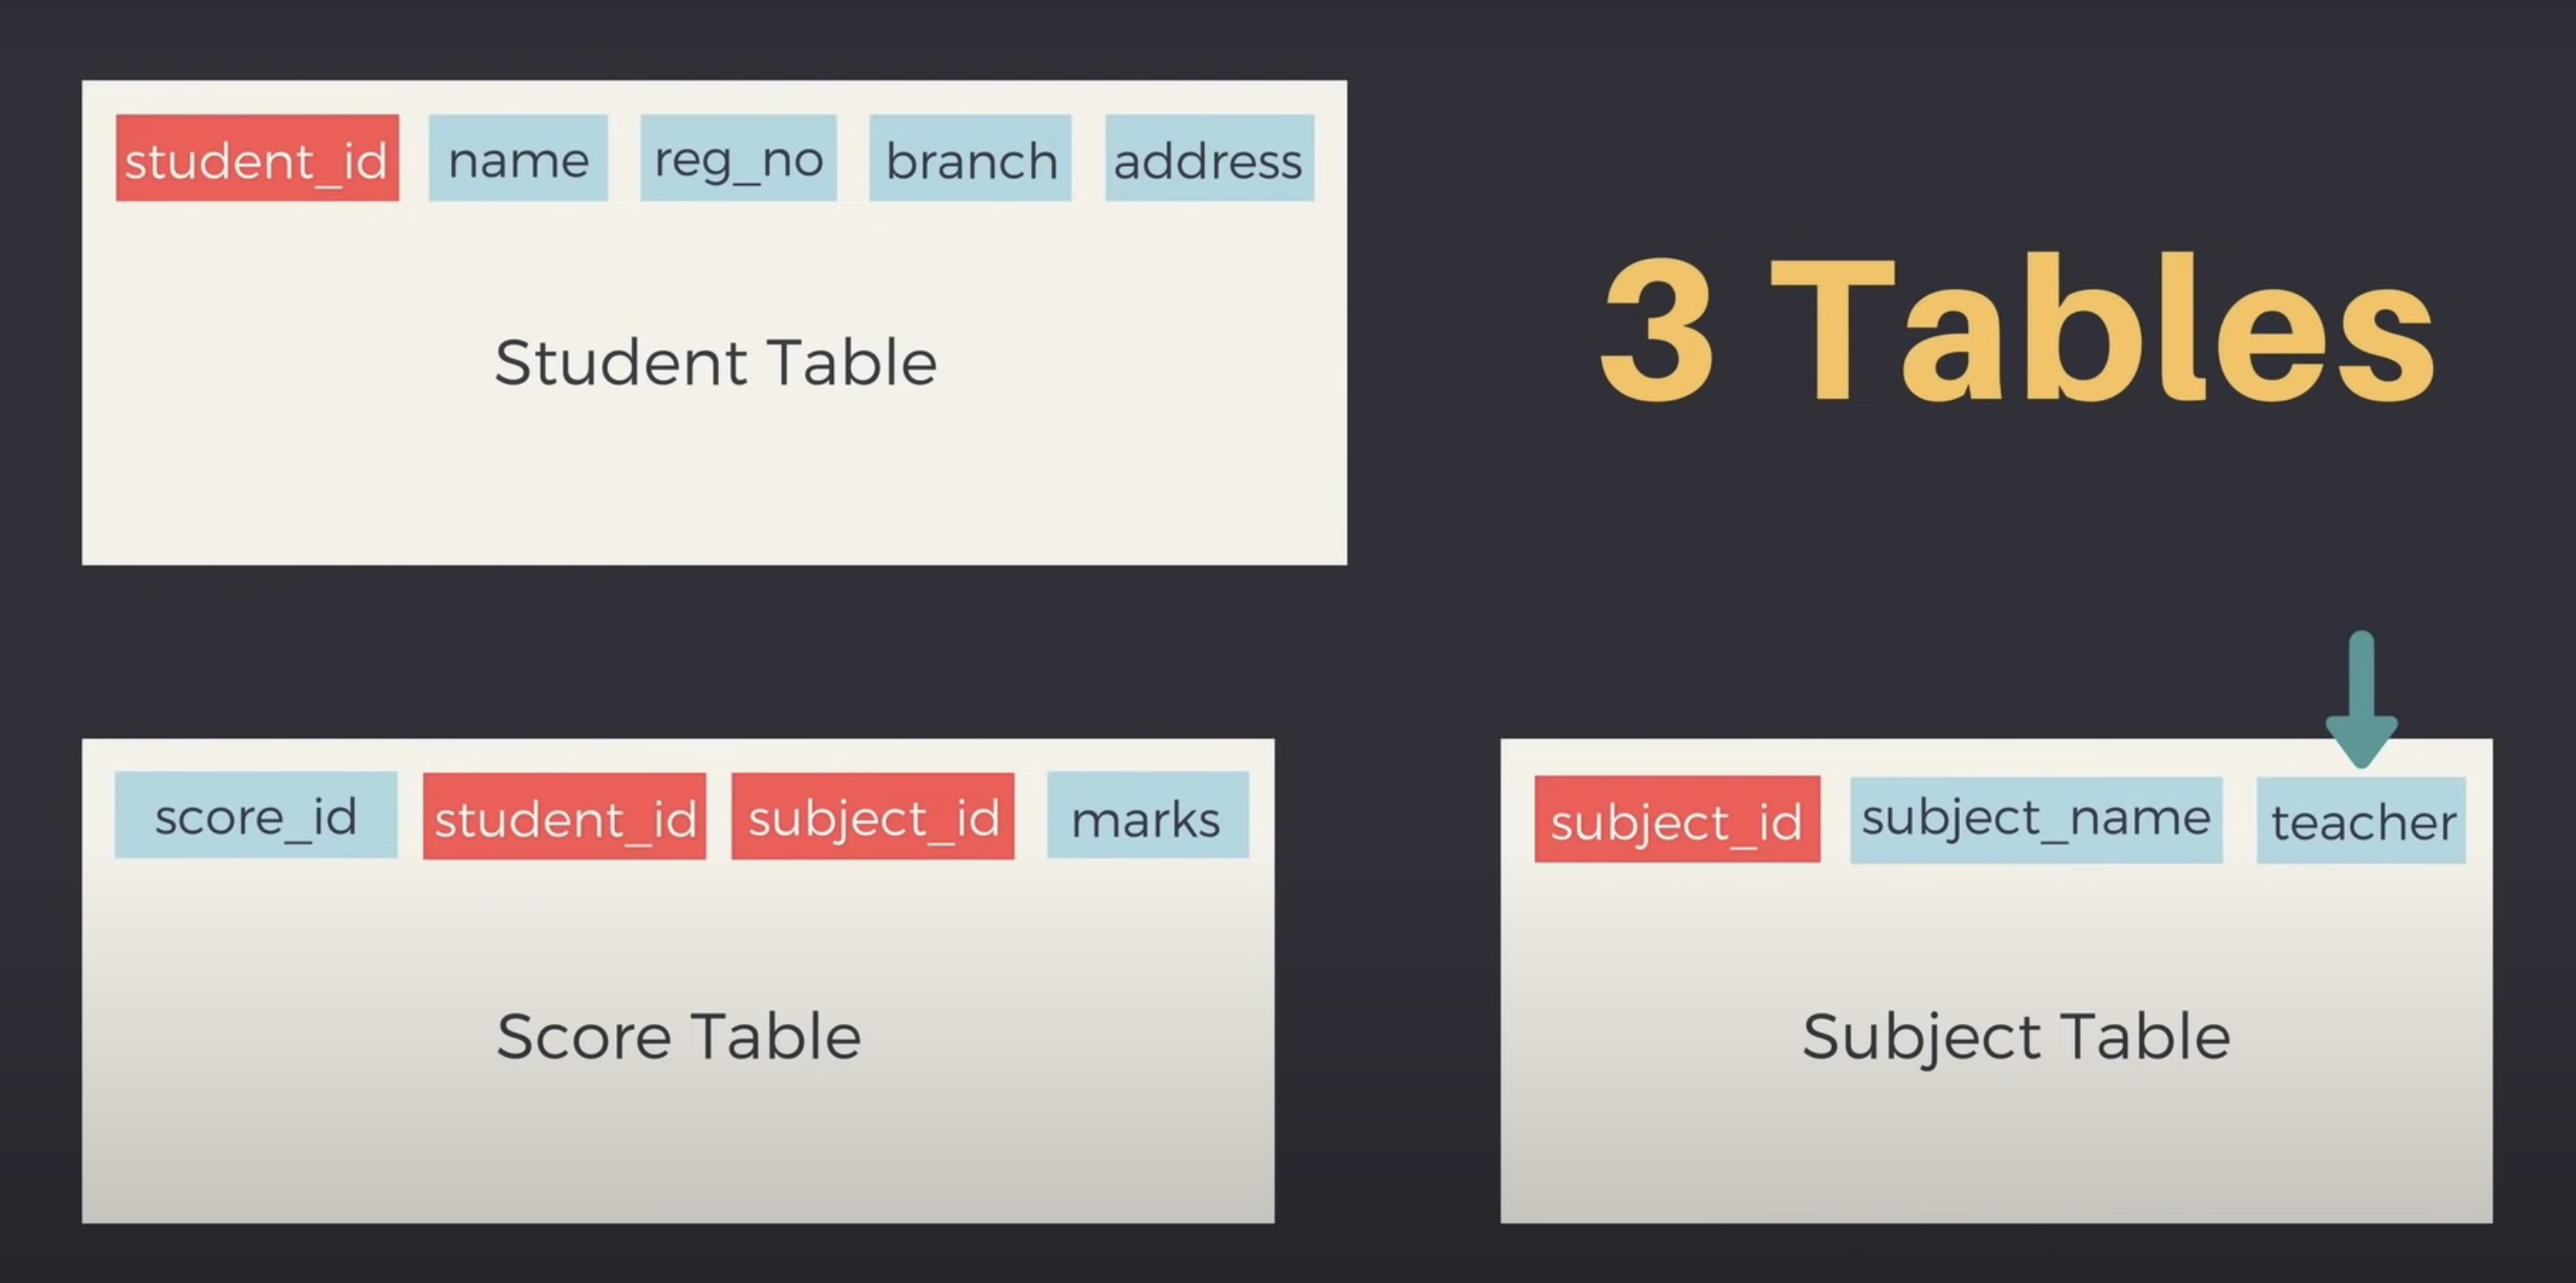 student_id name reg_no branch address
Student Table
3 Tables
score_id student_id subject_id marks
Score Table
subject_id subject_name teacher
Subject Table